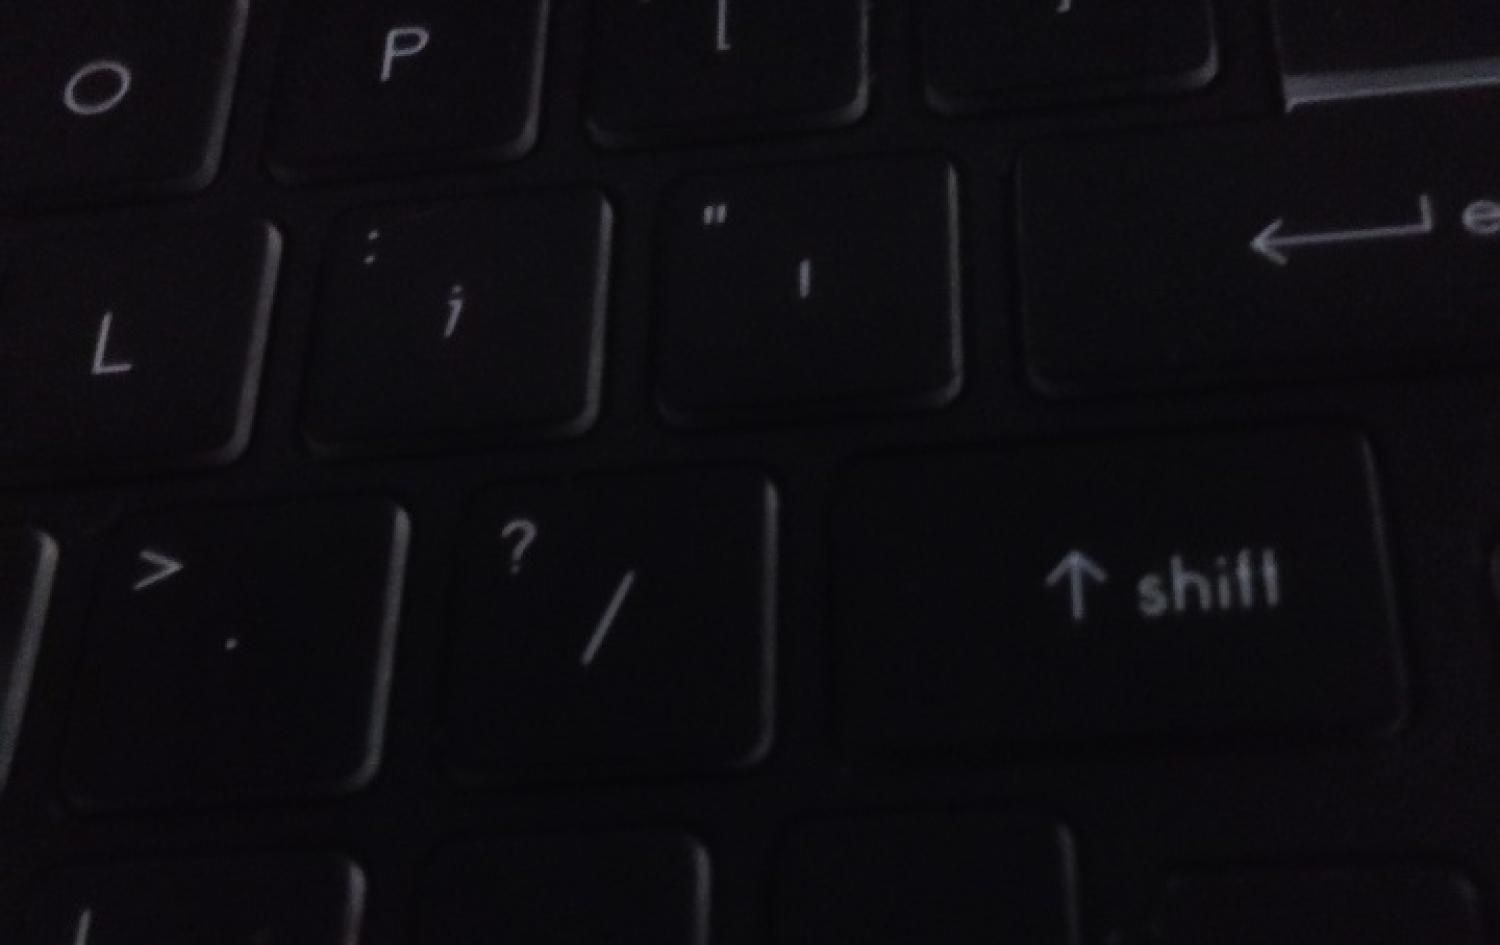 O P [
L : ; " ' ← e
> . ? / ↑ shift